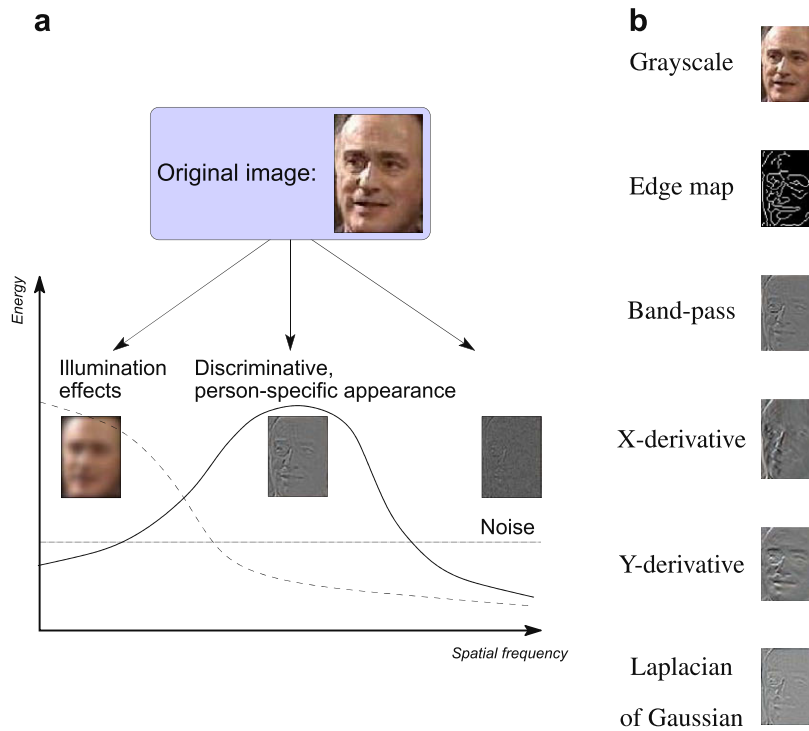 a
Original image:
Energy
Illumination
effects
Discriminative,
person-specific appearance
Noise
Spatial frequency
b
Grayscale
Edge map
Band-pass
X-derivative
Y-derivative
Laplacian
of Gaussian